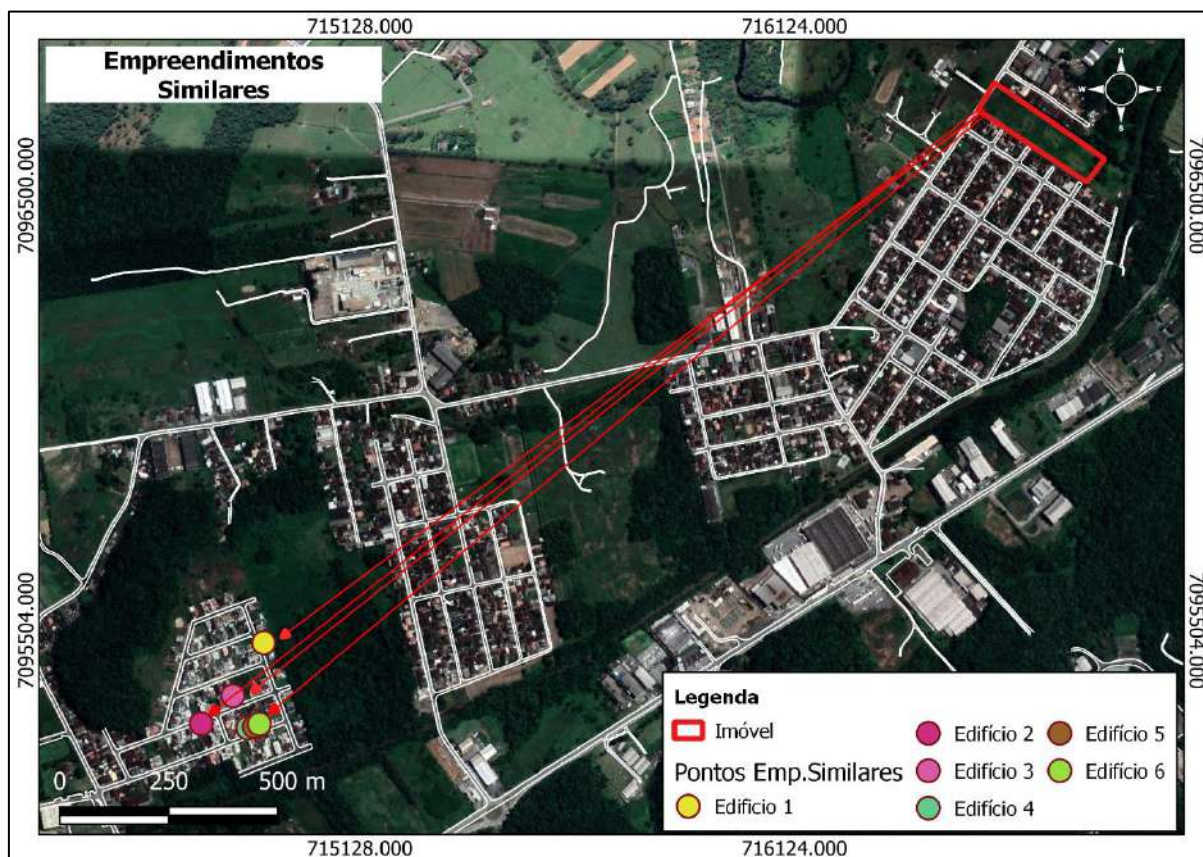 715128.000
716124.000
Empreendimentos
Similares
N
W
E
S
7096500.000
7096500.000
7095504.000
7095504.000
Legenda
Imóvel
Pontos Emp.Similares
Edificio 1
Edifício 2
Edifício 3
Edifício 4
Edifício 5
Edifício 6
0
250
500 m
715128.000
716124.000